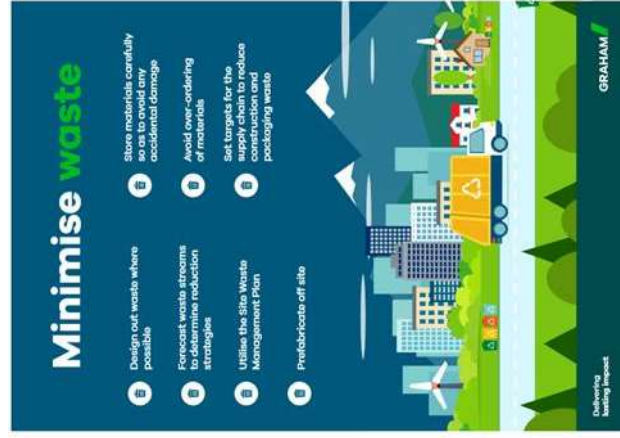 Minimise waste
Design out waste where
possible
Forecast waste streams
to determine reduction
strategies
Utilise the Site Waste
Management Plan
Prefabricate off site
Store materials carefully
so as to avoid any
accidental damage
Avoid over-ordering
of materials
Set targets for the
supply chain to reduce
construction and
packaging waste
Delivering
lasting impact
GRAHAM